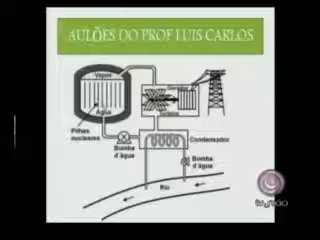 AULÕES DO PROF LUIS CARLOS
Vapor
Água
Pilhas
nucleares
Bomba
d'água
Condensador
Bomba
d'água
Rio